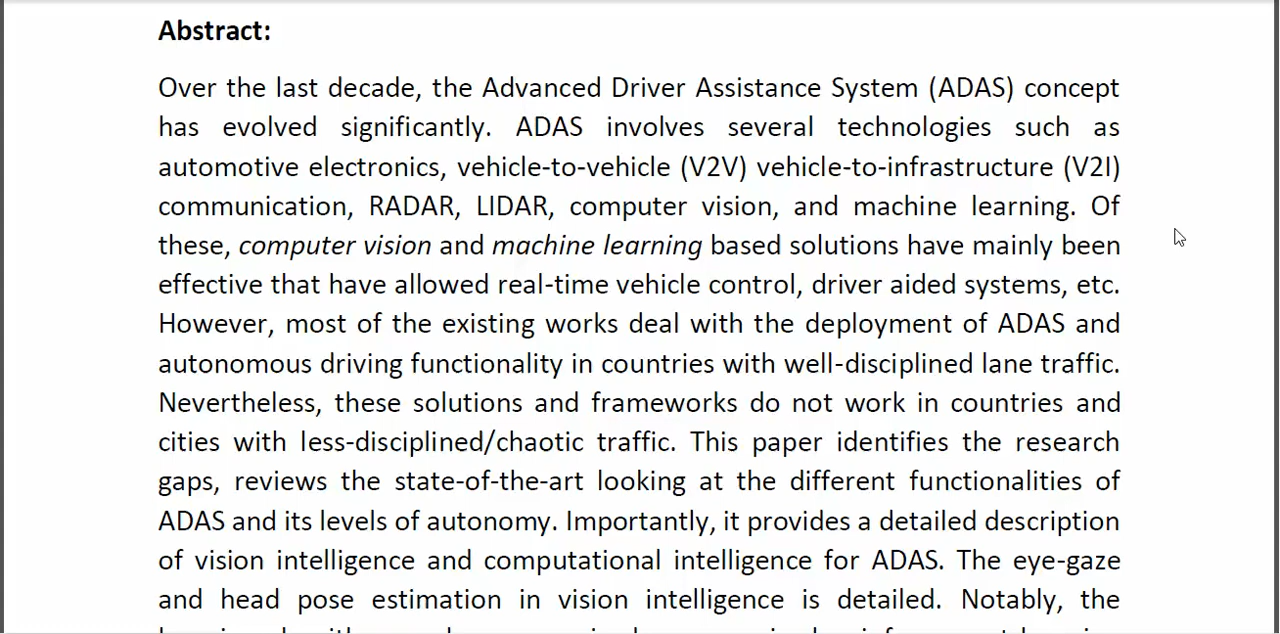 Abstract:
Over the last decade, the Advanced Driver Assistance System (ADAS) concept
has evolved significantly. ADAS involves several technologies such as
automotive electronics, vehicle-to-vehicle (V2V) vehicle-to-infrastructure (V2I)
communication, RADAR, LIDAR, computer vision, and machine learning. Of
these, computer vision and machine learning based solutions have mainly been
effective that have allowed real-time vehicle control, driver aided systems, etc.
However, most of the existing works deal with the deployment of ADAS and
autonomous driving functionality in countries with well-disciplined lane traffic.
Nevertheless, these solutions and frameworks do not work in countries and
cities with less-disciplined/chaotic traffic. This paper identifies the research
gaps, reviews the state-of-the-art looking at the different functionalities of
ADAS and its levels of autonomy. Importantly, it provides a detailed description
of vision intelligence and computational intelligence for ADAS. The eye-gaze
and head pose estimation in vision intelligence is detailed. Notably, the